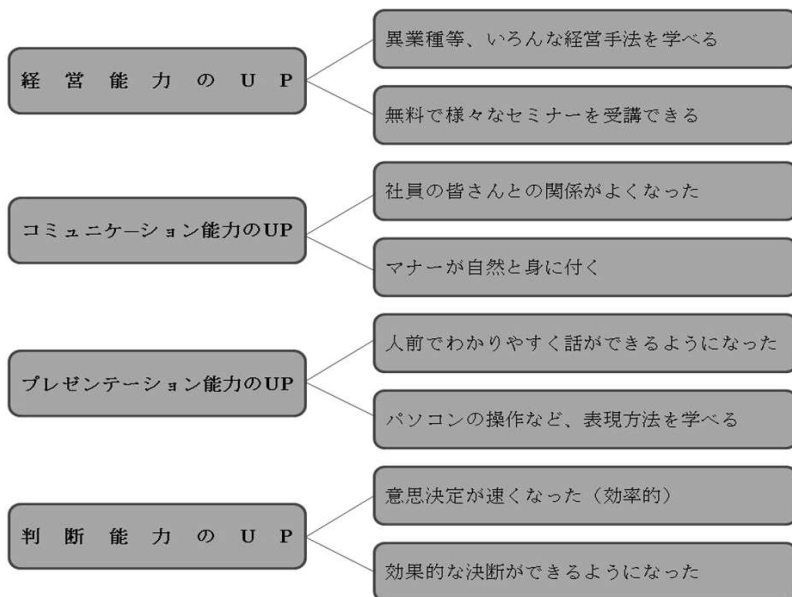 経営能力のUP
異業種等、いろんな経営手法を学べる
無料で様々なセミナーを受講できる
コミュニケ−ション能力のUP
社員の皆さんとの関係がよくなった
マナーが自然と身に付く
プレゼンテーション能力のUP
人前でわかりやすく話ができるようになった
パソコンの操作など、表現方法を学べる
判断能力のUP
意思決定が速くなった（効率的）
効果的な決断ができるようになった